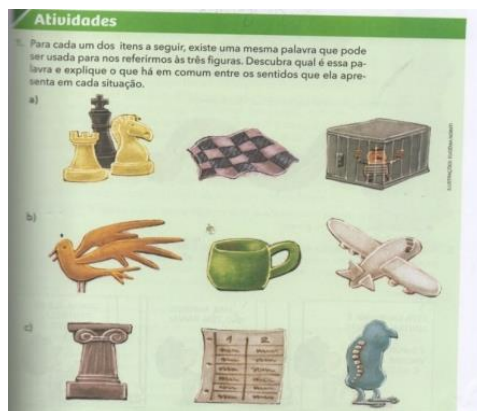 Atividades
1. Para cada um dos itens a seguir, existe uma mesma palavra que pode
ser usada para nos referirmos às três figuras. Descubra qual é essa pa-
lavra e explique o que há em comum entre os sentidos que ela apre-
senta em cada situação.
a)
b)
c)
1 2